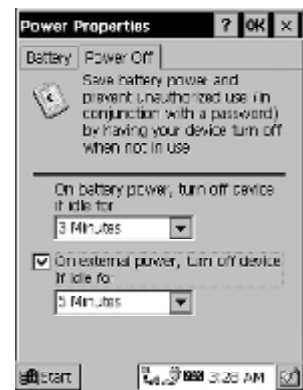 Power Properties ? OK ×
Battery Power Off
Save battery power and
prevent unauthorized use (in
conjunction with a password)
by having your device turn off
when not in use
On battery power, turn off device
if idle for
3 Minutes
On external power, turn off device
if idle for
5 Minutes
Start 3:28 AM